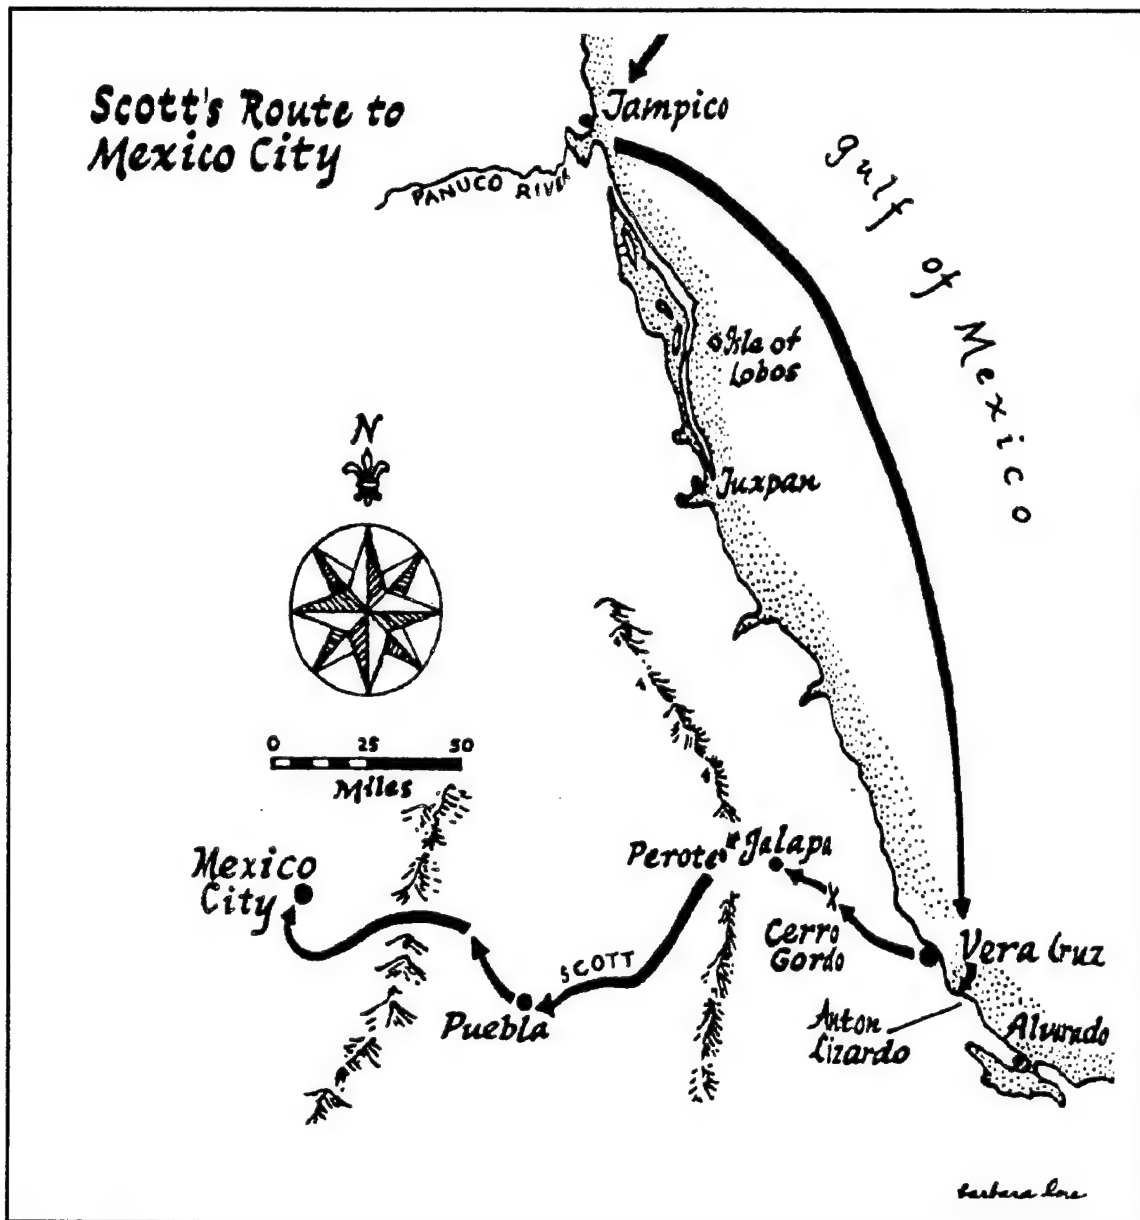 Scott's Route to
Mexico City
Tampico
PANUCO RIVER
Gulf of Mexico
Isla of
Lobos
Tuxpan
N
0 25 50
Miles
Mexico
City
Perote
Jalapa
X
Cerro
Gordo
Vera Cruz
SCOTT
Puebla
Anton
Lizardo
Alvarado
barbara